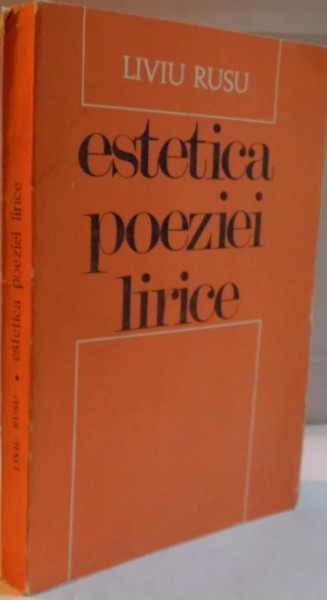 LIVIU RUSU
estetica
poeziei
lirice
LIVIU RUSU • estetica poeziei lirice